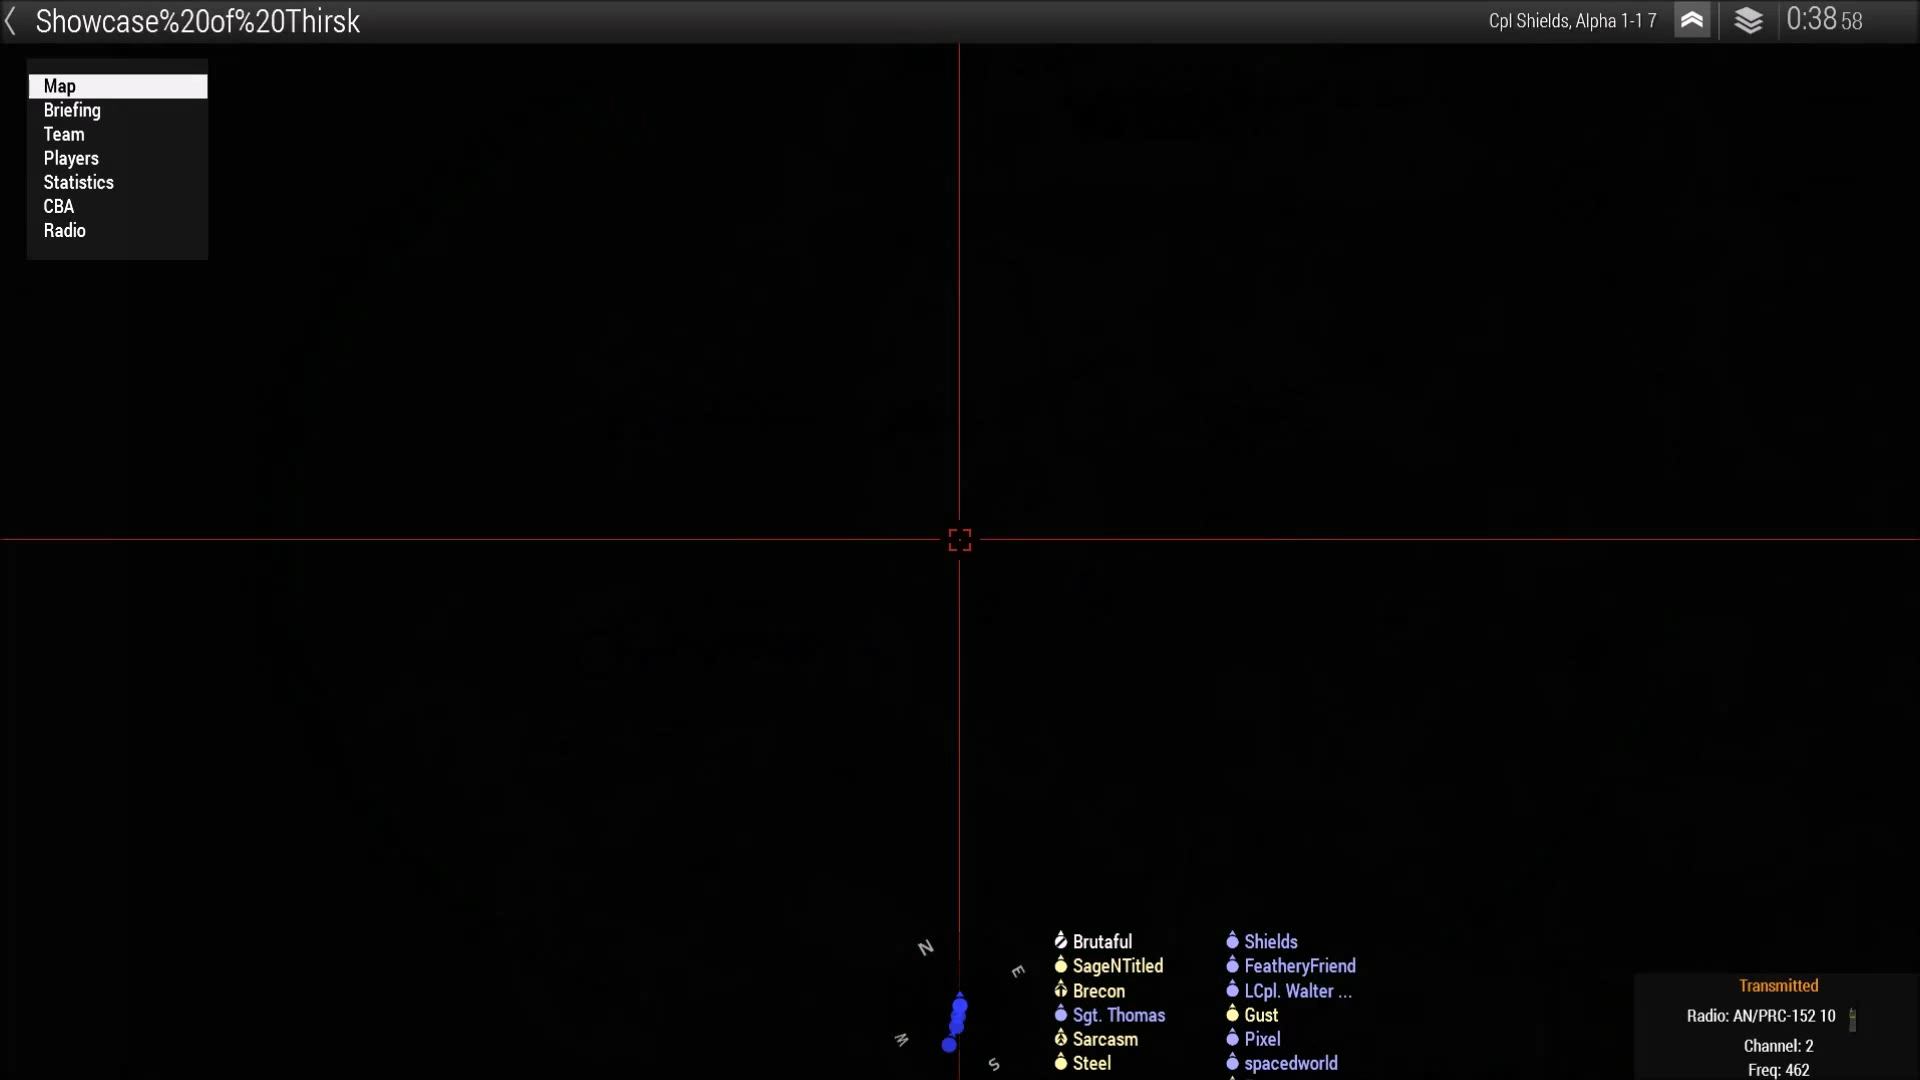 Showcase%20of%20Thirsk
Cpl Shields, Alpha 1-1 7
0:38 58
Map
Briefing
Team
Players
Statistics
CBA
Radio
N
E
S
W
Brutaful
SageNTitled
Brecon
Sgt. Thomas
Sarcasm
Steel
Shields
FeatheryFriend
LCpl. Walter ...
Gust
Pixel
spacedworld
Transmitted
Radio: AN/PRC-152 10
Channel: 2
Freq: 462